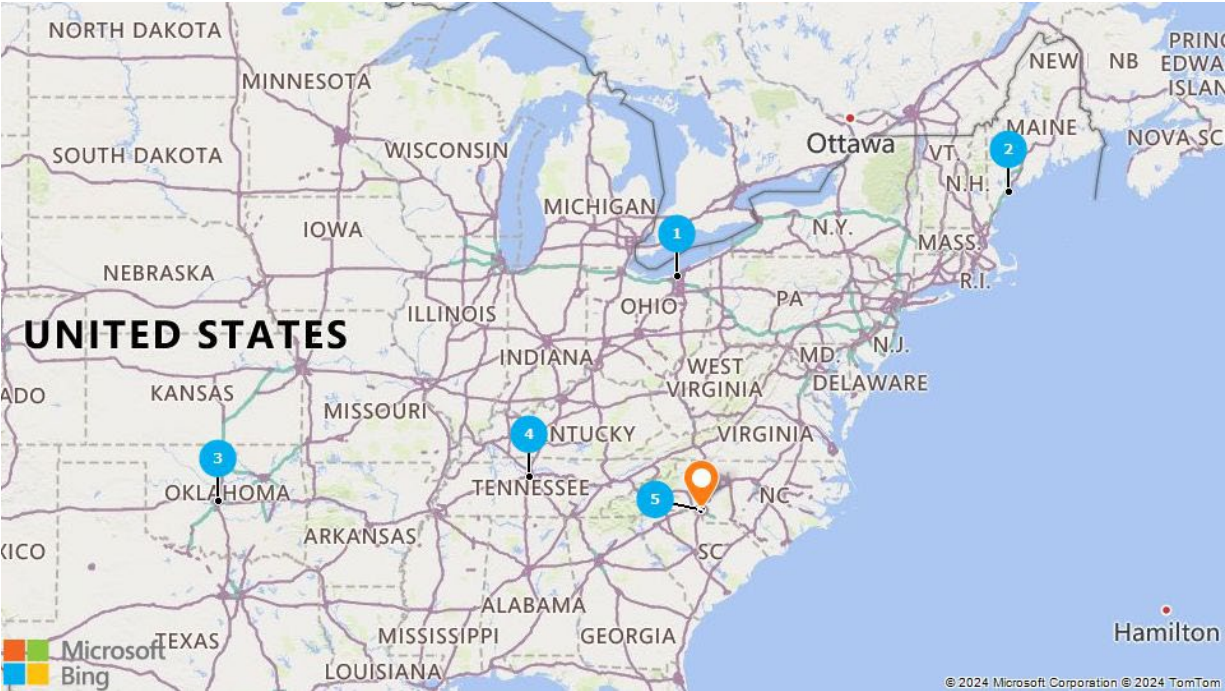 NORTH DAKOTA
MINNESOTA
SOUTH DAKOTA
WISCONSIN
MICHIGAN
IOWA
NEBRASKA
ILLINOIS
INDIANA
OHIO
PA
N.Y.
Ottawa
VT.
N.H.
MAINE
NEW
NB
PRINC
EDWA
ISLAN
NOVA SC
MASS.
R.I.
N.J.
MD.
DELAWARE
WEST
VIRGINIA
VIRGINIA
UNITED STATES
ADO
KANSAS
MISSOURI
NTUCKY
TENNESSEE
NC
SC
OKLAHOMA
ARKANSAS
XICO
ALABAMA
GEORGIA
MISSISSIPPI
LOUISIANA
TEXAS
Hamilton
1
2
3
4
5
Microsoft
Bing
© 2024 Microsoft Corporation © 2024 TomTom